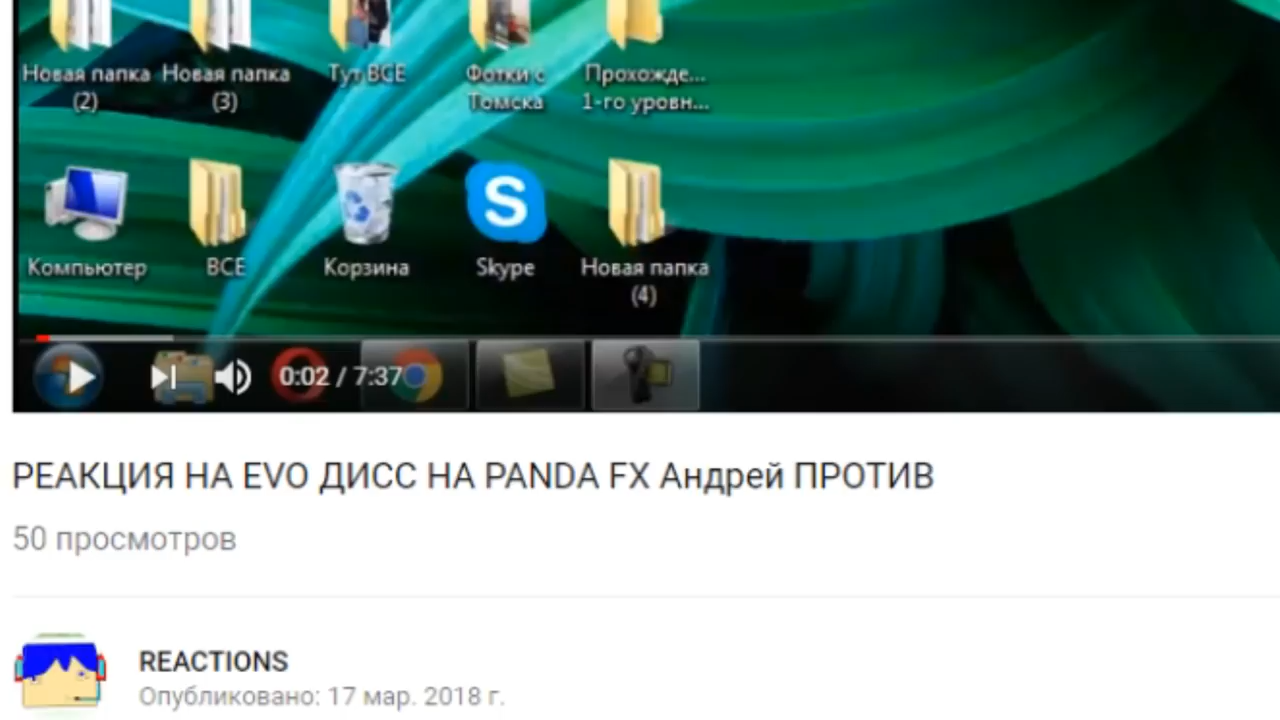 Новая папка Новая папка Тут ВСЕ Фотки с Прохожде...
(2) (3) Томска 1-го уровн...
Компьютер ВСЕ Корзина Skype Новая папка
(4)
0:02 / 7:37
РЕАКЦИЯ НА EVO ДИСС НА PANDA FX Андрей ПРОТИВ
50 просмотров
REACTIONS
Опубликовано: 17 мар. 2018 г.